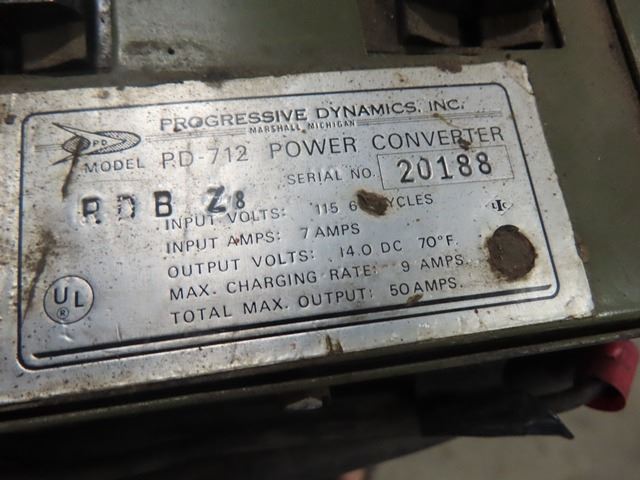 PROGRESSIVE DYNAMICS, INC.
MARSHALL, MICHIGAN
PD
MODEL PD-712 POWER CONVERTER
SERIAL NO. 20188
RDB Z8
INPUT VOLTS: 115 6 CYCLES
INPUT AMPS: 7 AMPS
OUTPUT VOLTS: 14.0 DC 70°F.
MAX. CHARGING RATE: 9 AMPS.
TOTAL MAX. OUTPUT: 50 AMPS.
UL
®